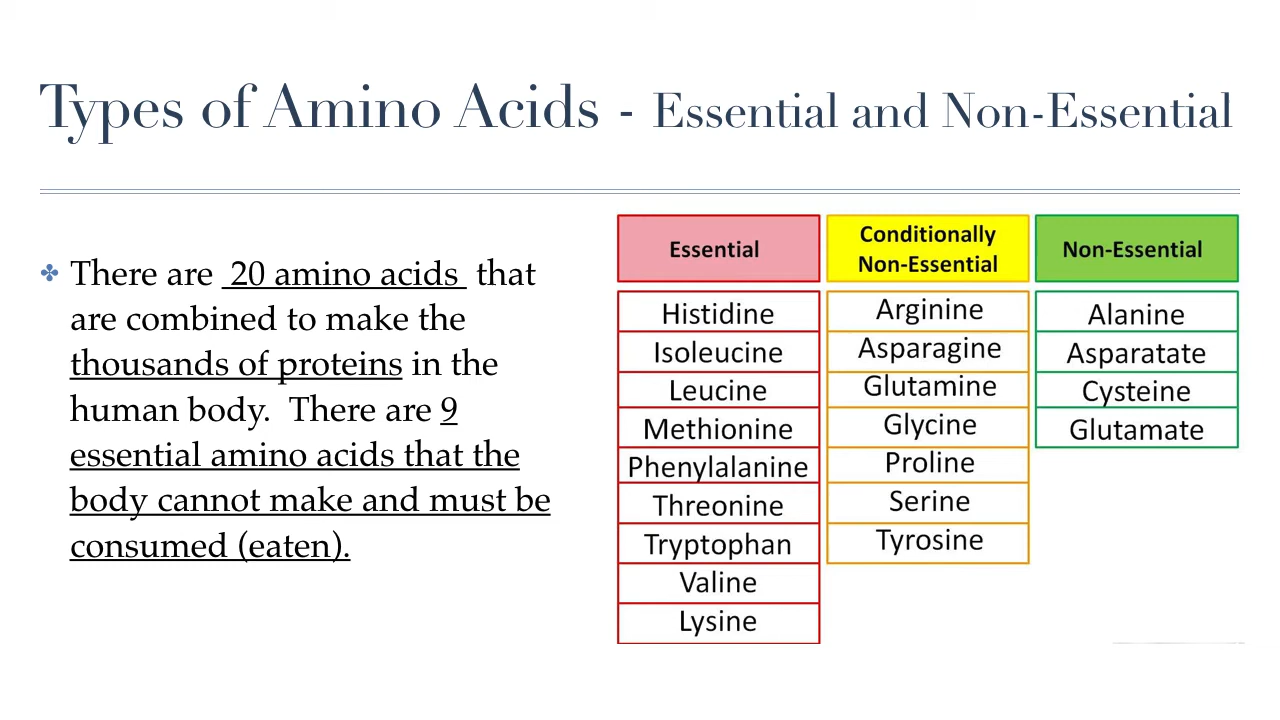 Types of Amino Acids - Essential and Non-Essential
There are 20 amino acids that
are combined to make the
thousands of proteins in the
human body. There are 9
essential amino acids that the
body cannot make and must be
consumed (eaten).
Essential
Histidine
Isoleucine
Leucine
Methionine
Phenylalanine
Threonine
Tryptophan
Valine
Lysine
Conditionally
Non-Essential
Arginine
Asparagine
Glutamine
Glycine
Proline
Serine
Tyrosine
Non-Essential
Alanine
Asparatate
Cysteine
Glutamate